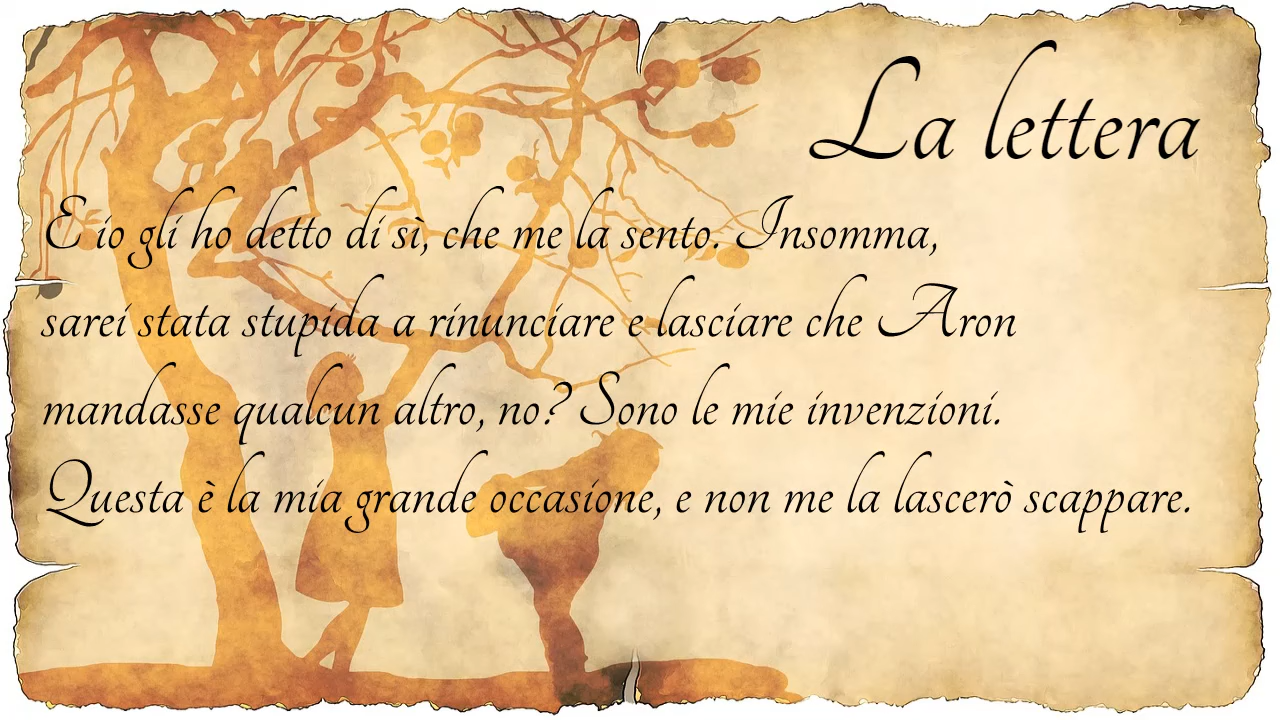 La lettera
E io gli ho detto di sì, che me la sento. Insomma,
sarei stata stupida a rinunciare e lasciare che Aron
mandasse qualcun altro, no? Sono le mie invenzioni.
Questa è la mia grande occasione, e non me la lascerò scappare.